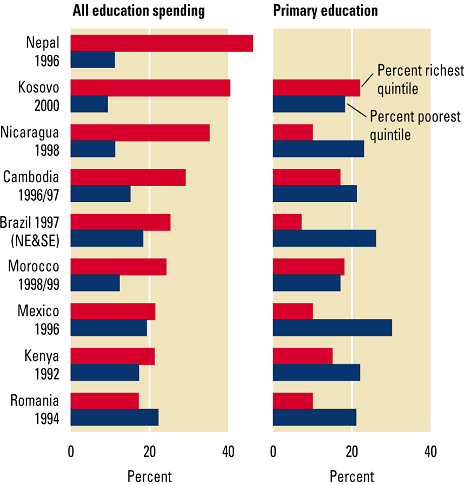 All education spending
Primary education
Nepal
1996
Kosovo
2000
Nicaragua
1998
Cambodia
1996/97
Brazil 1997
(NE&SE)
Morocco
1998/99
Mexico
1996
Kenya
1992
Romania
1994
Percent richest
quintile
Percent poorest
quintile
0 20 40
0 20 40
Percent
Percent